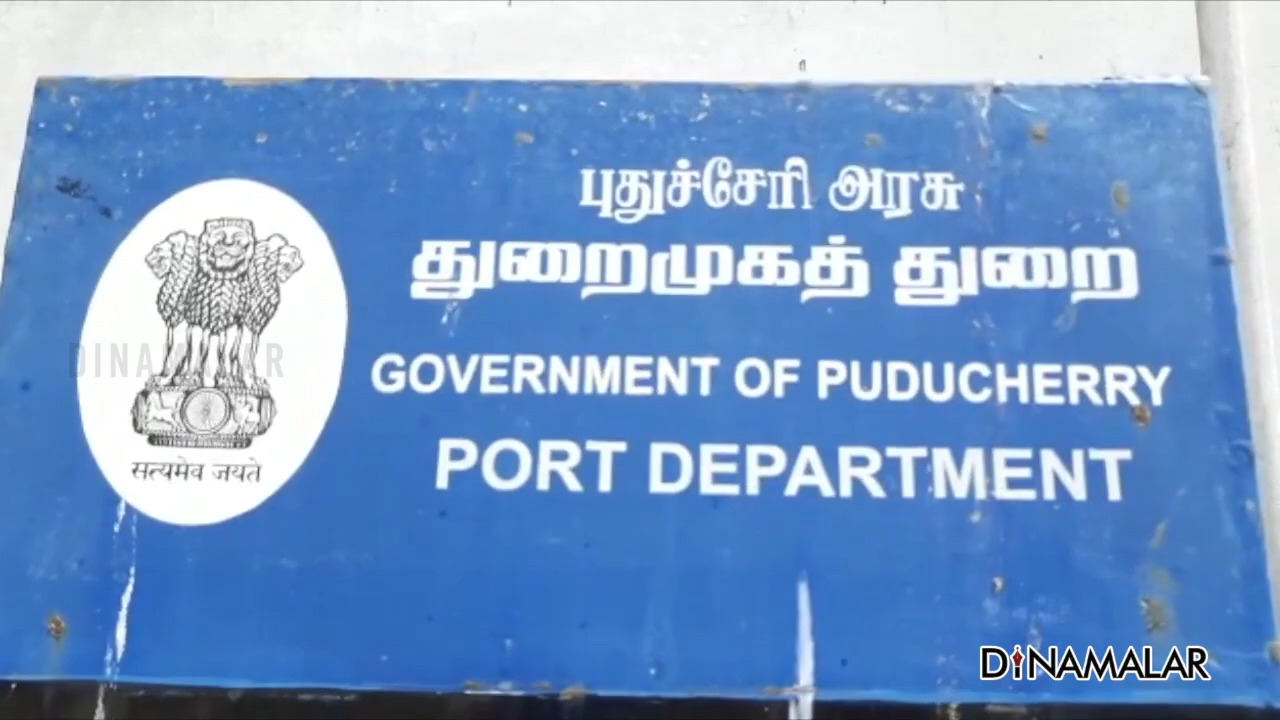 புதுச்சேரி அரசு
துறைமுகத் துறை
GOVERNMENT OF PUDUCHERRY
PORT DEPARTMENT
सत्यमेव जयते
DINAMALAR
DINAMALAR